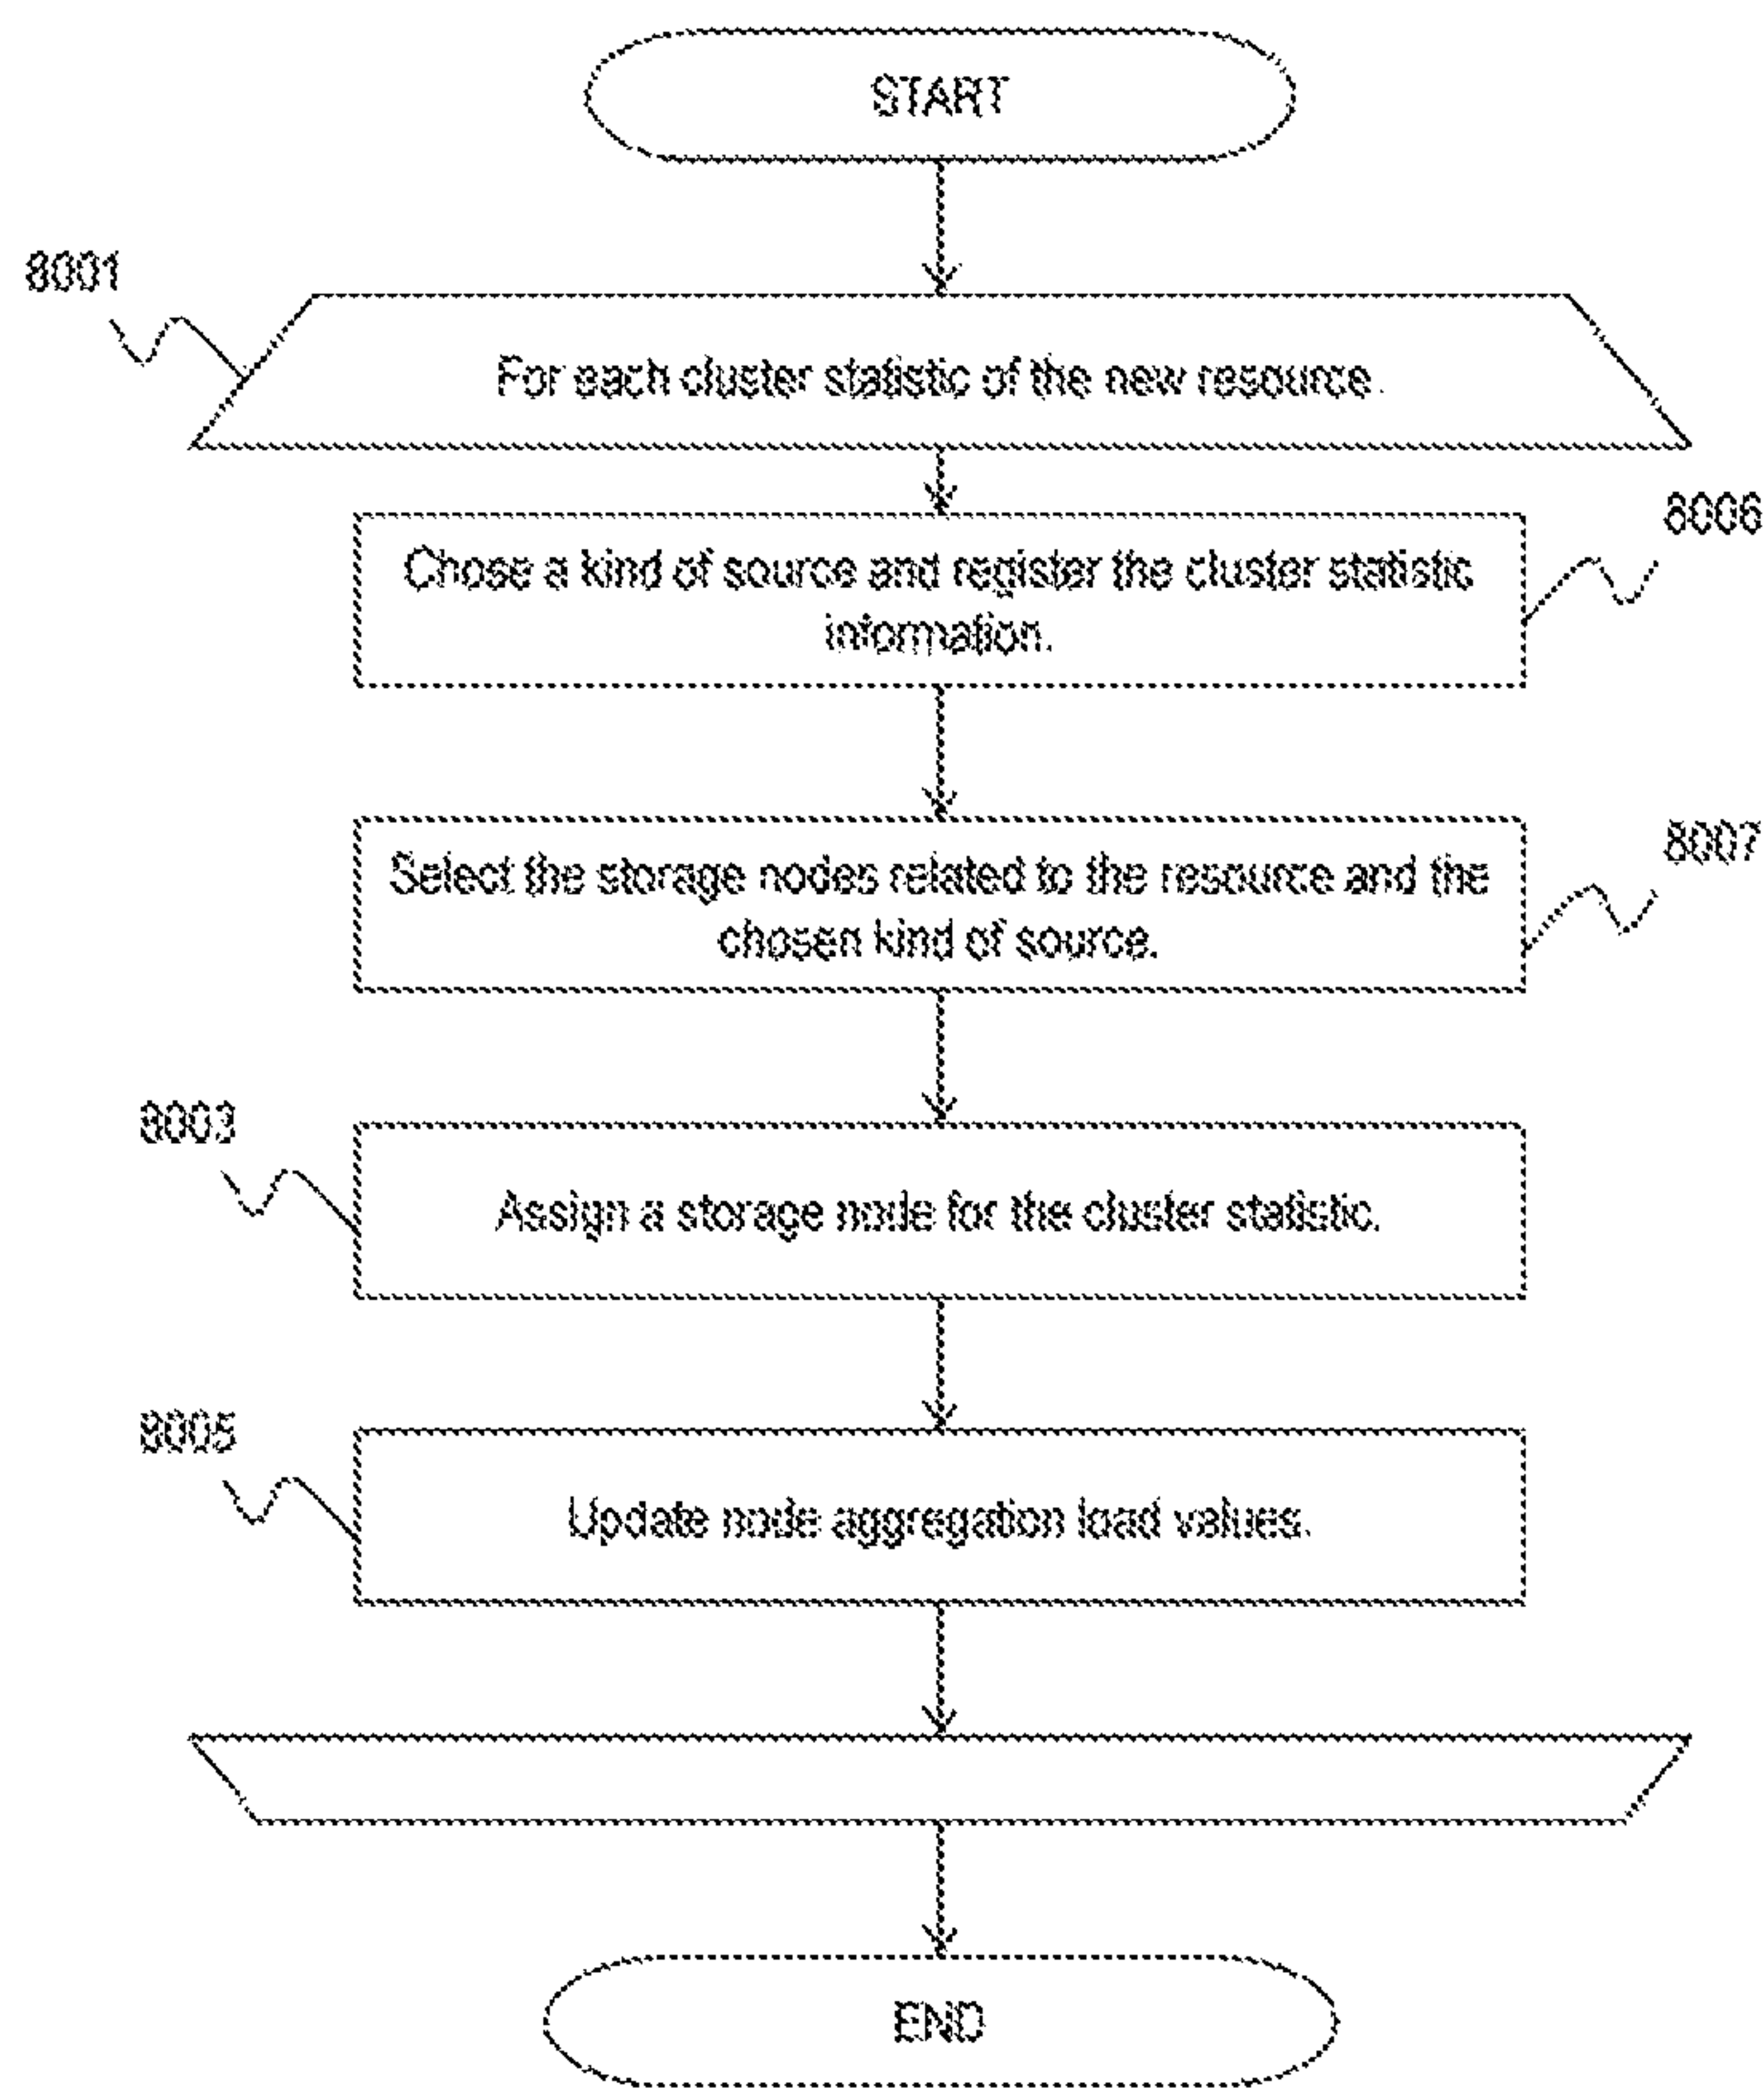 START
8001
For each cluster statistic of the new resource.
8006
Chose a kind of source and register the cluster statistic
information.
8007
Select the storage nodes related to the resource and the
chosen kind of source.
8003
Assign a storage node for the cluster statistic.
8005
Update node aggregation load values.
END